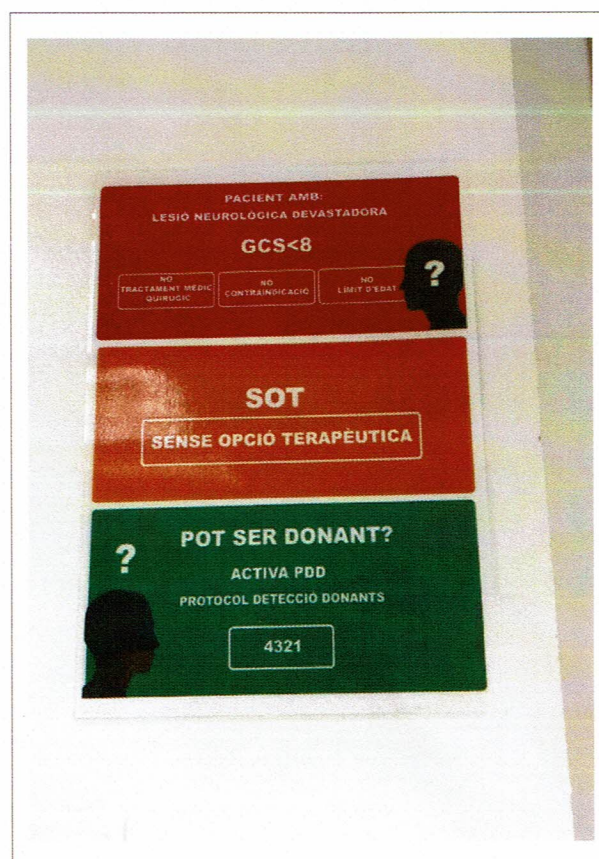 PACIENT AMB:
LESIÓ NEUROLÒGICA DEVASTADORA
GCS<8
NO
TRACTAMENT MÈDIC
QUIRUGIC
NO
CONTRAINDICACIÓ
NO
LÍMIT D'EDAT
?
SOT
SENSE OPCIÓ TERAPÈUTICA
?
POT SER DONANT?
ACTIVA PDD
PROTOCOL DETECCIÓ DONANTS
4321